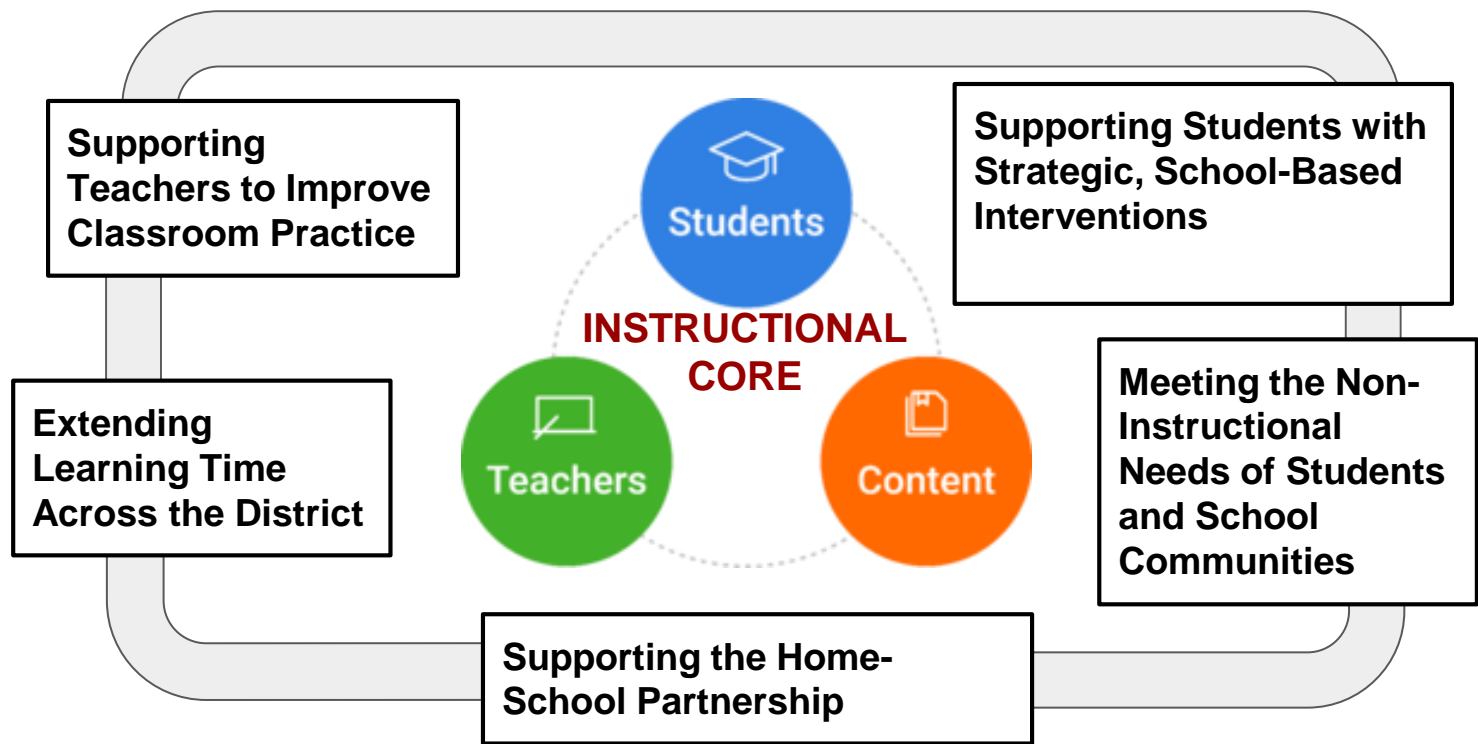 Supporting
Teachers to Improve
Classroom Practice
Supporting Students with
Strategic, School-Based
Interventions
Students
INSTRUCTIONAL
CORE
Teachers
Content
Extending
Learning Time
Across the District
Meeting the Non-
Instructional
Needs of Students
and School
Communities
Supporting the Home-
School Partnership